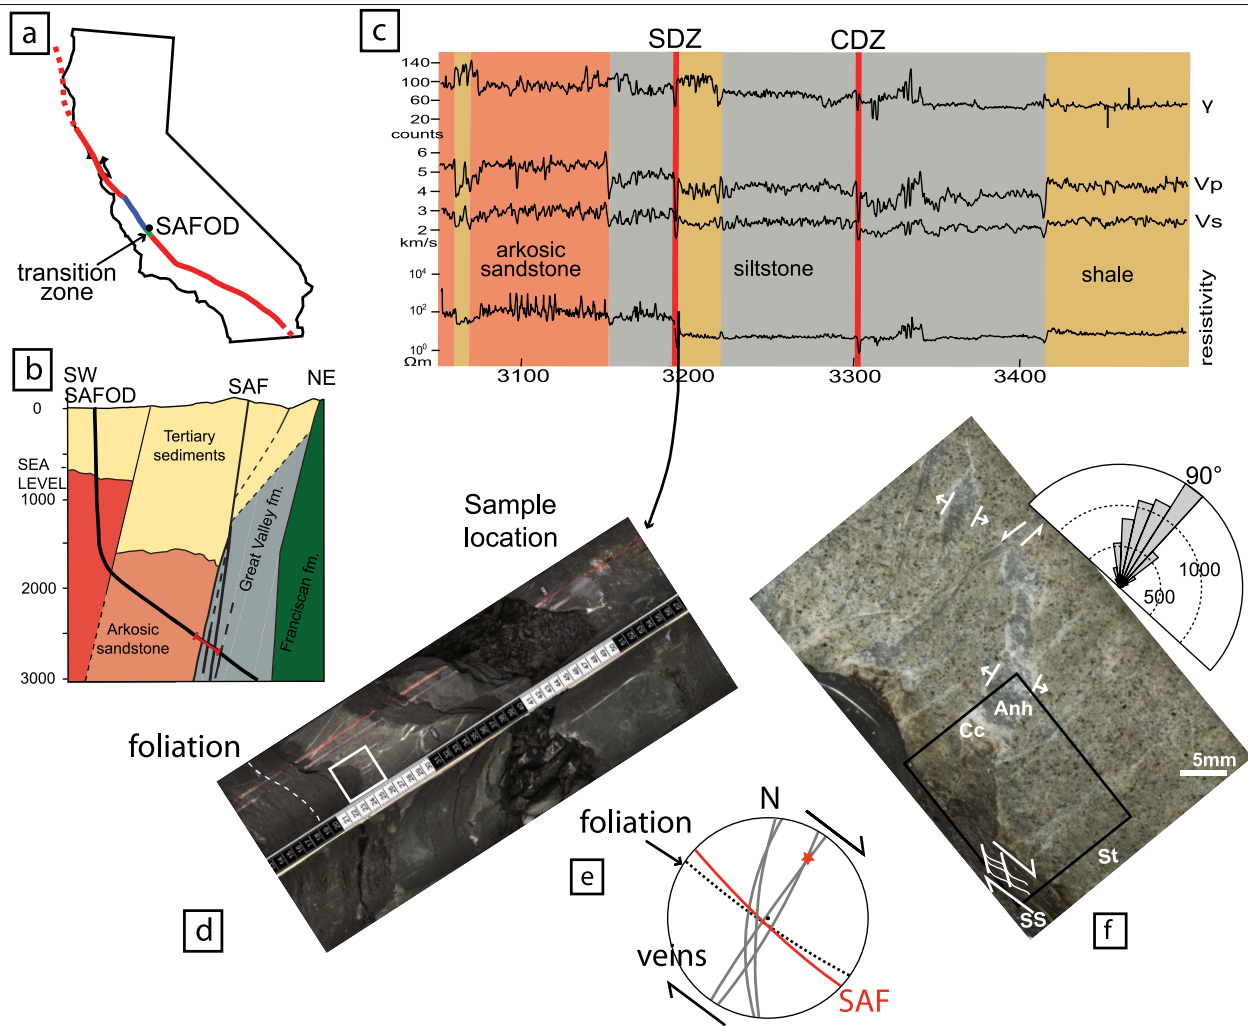 a
SAFOD
transition
zone
b
SW
SAFOD
SAF
NE
0
SEA
LEVEL
1000
2000
3000
Tertiary
sediments
Great Valley fm.
Franciscan fm.
Arkosic
sandstone
c
SDZ
CDZ
140
100
60
20
counts
6
5
4
3
2
km/s
10⁴
10²
10⁰
Ωm
arkosic
sandstone
siltstone
shale
γ
Vp
Vs
resistivity
3100
3200
3300
3400
Sample
location
foliation
d
foliation
N
e
veins
SAF
90°
1000
500
Anh
Cc
5mm
St
SS
f